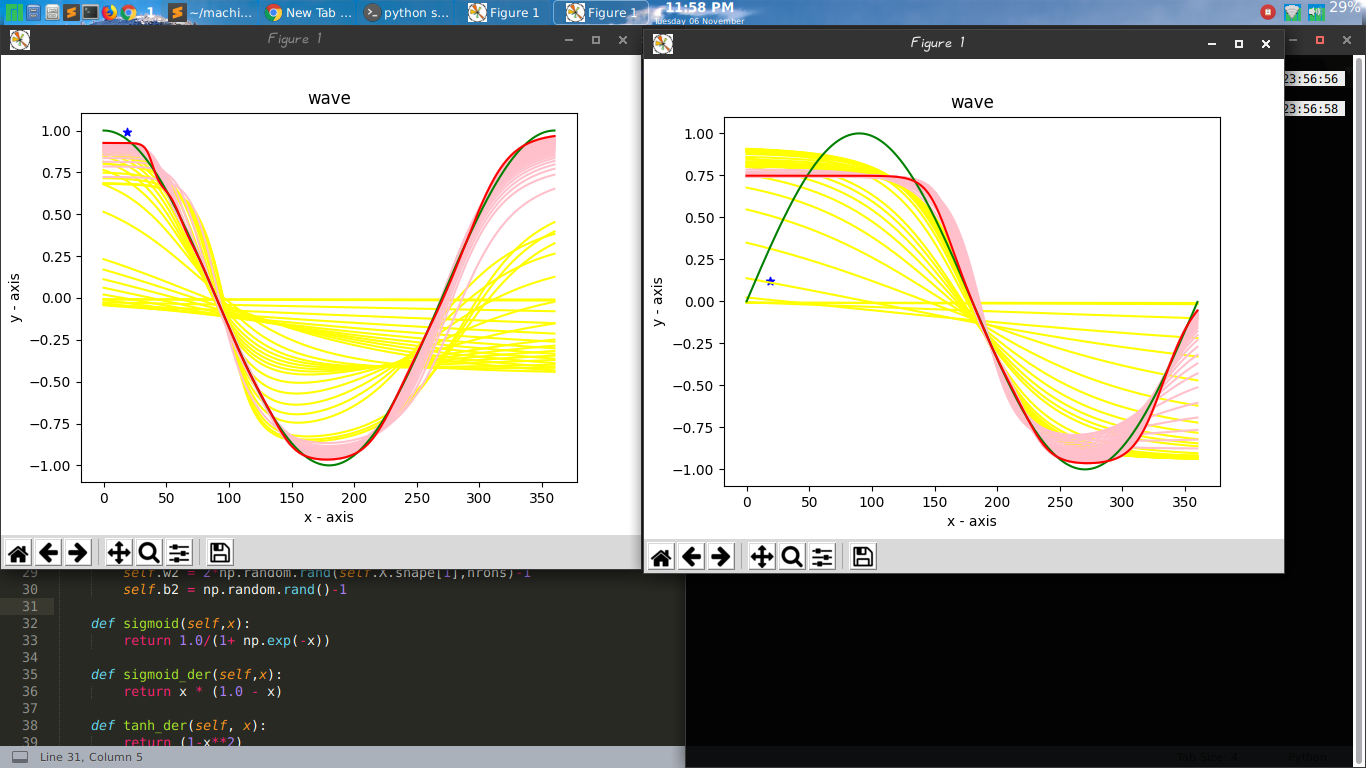 1
~/machi...
New Tab ...
python s...
Figure 1
Figure 1
11:58 PM
Tuesday 06 November
29%
Figure 1
wave
1.00
0.75
0.50
0.25
0.00
−0.25
−0.50
−0.75
−1.00
y - axis
0 50 100 150 200 250 300 350
x - axis
Figure 1
wave
1.00
0.75
0.50
0.25
0.00
−0.25
−0.50
−0.75
−1.00
y - axis
0 50 100 150 200 250 300 350
x - axis
23:56:56
23:56:58
29 self.w2 = 2*np.random.rand(self.X.shape[1],nrons)-1
30 self.b2 = np.random.rand()-1
31
32 def sigmoid(self,x):
33 return 1.0/(1+ np.exp(-x))
34
35 def sigmoid_der(self,x):
36 return x * (1.0 - x)
37
38 def tanh_der(self, x):
39 return (1-x**2)
Line 31, Column 5
Tab Size: 4
Python